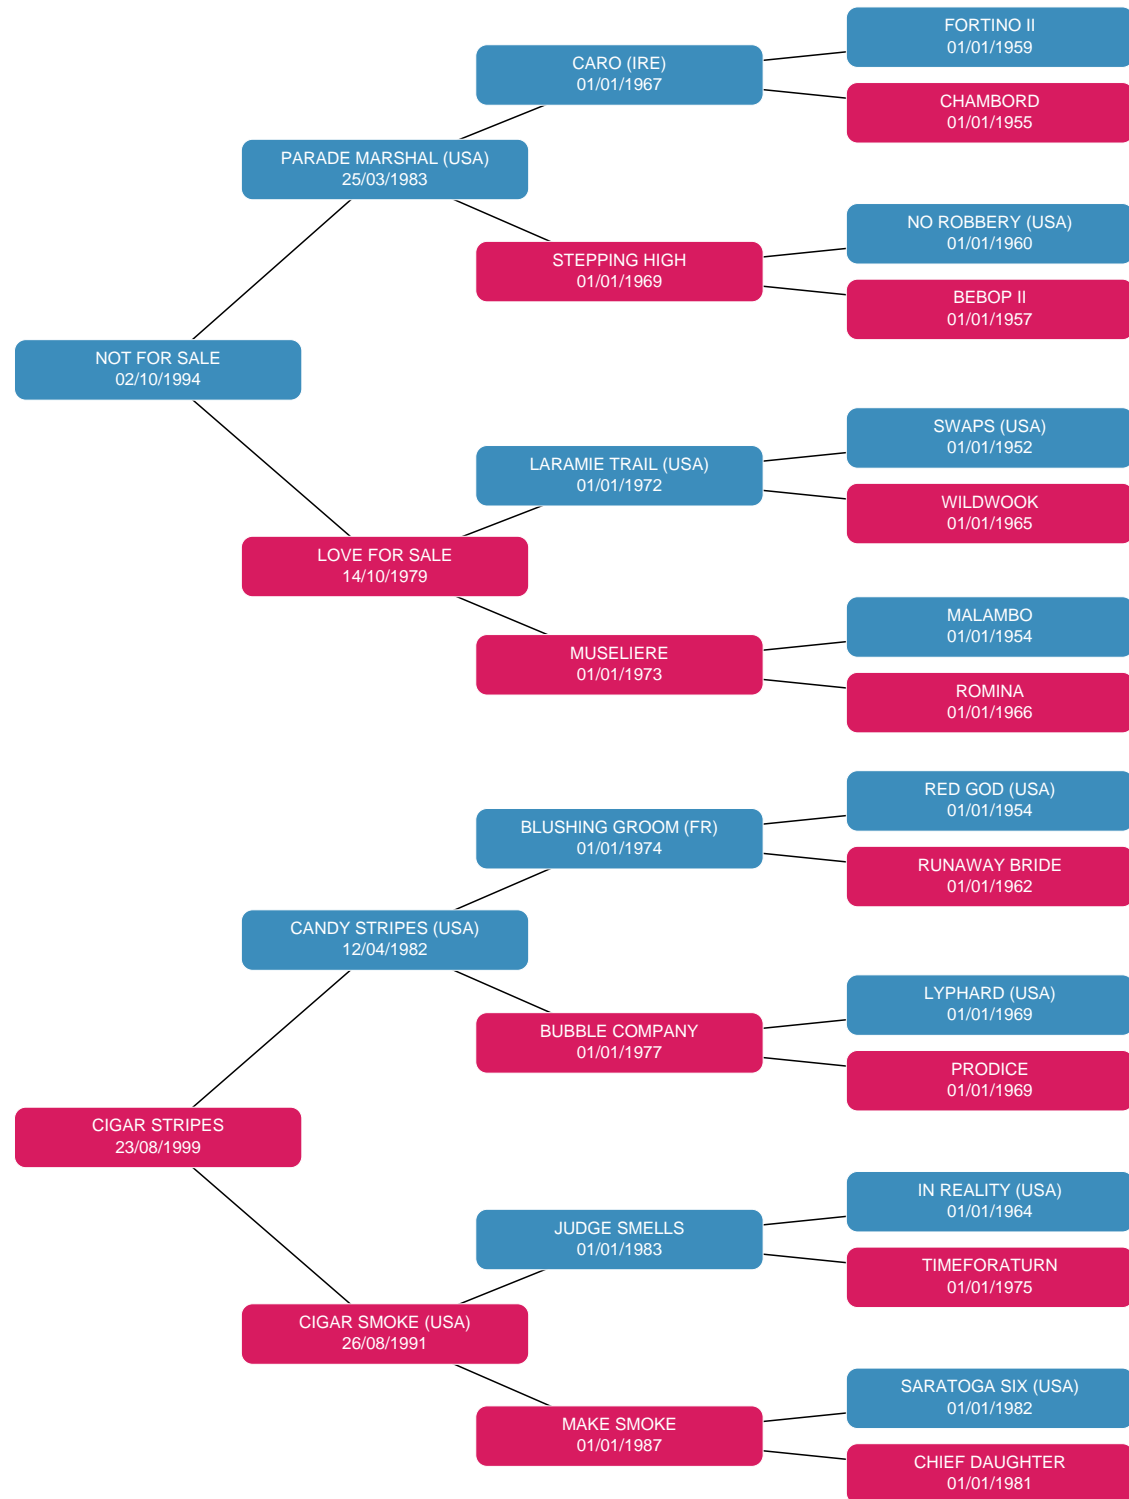 FORTINO II
01/01/1959
CARO (IRE)
01/01/1967
CHAMBORD
01/01/1955
PARADE MARSHAL (USA)
25/03/1983
NO ROBBERY (USA)
01/01/1960
STEPPING HIGH
01/01/1969
BEBOP II
01/01/1957
NOT FOR SALE
02/10/1994
SWAPS (USA)
01/01/1952
LARAMIE TRAIL (USA)
01/01/1972
WILDWOOK
01/01/1965
LOVE FOR SALE
14/10/1979
MALAMBO
01/01/1954
MUSELIERE
01/01/1973
ROMINA
01/01/1966
RED GOD (USA)
01/01/1954
BLUSHING GROOM (FR)
01/01/1974
RUNAWAY BRIDE
01/01/1962
CANDY STRIPES (USA)
12/04/1982
LYPHARD (USA)
01/01/1969
BUBBLE COMPANY
01/01/1977
PRODICE
01/01/1969
CIGAR STRIPES
23/08/1999
IN REALITY (USA)
01/01/1964
JUDGE SMELLS
01/01/1983
TIMEFORATURN
01/01/1975
CIGAR SMOKE (USA)
26/08/1991
SARATOGA SIX (USA)
01/01/1982
MAKE SMOKE
01/01/1987
CHIEF DAUGHTER
01/01/1981